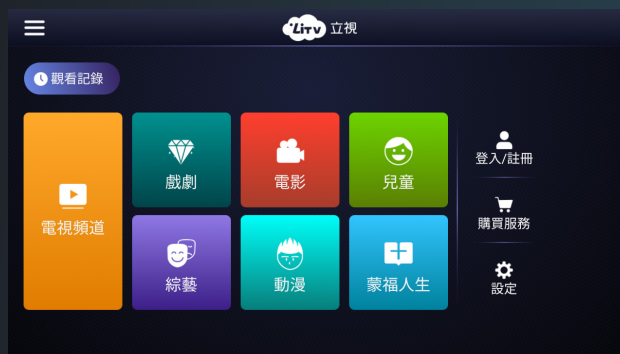 LiTV 立視
觀看記錄
電視頻道
戲劇
電影
兒童
綜藝
動漫
蒙福人生
登入/註冊
購買服務
設定